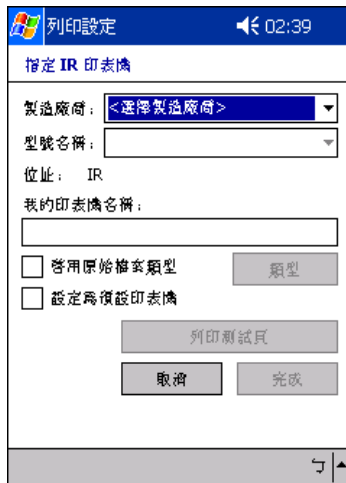 列印設定 02:39
指定 IR 印表機
製造廠商： <選擇製造廠商>
型號名稱：
位址： IR
我的印表機名稱：
啓用原始檔案類型 類型
設定為預設印表機
列印測試頁
取消 完成
ㄅ